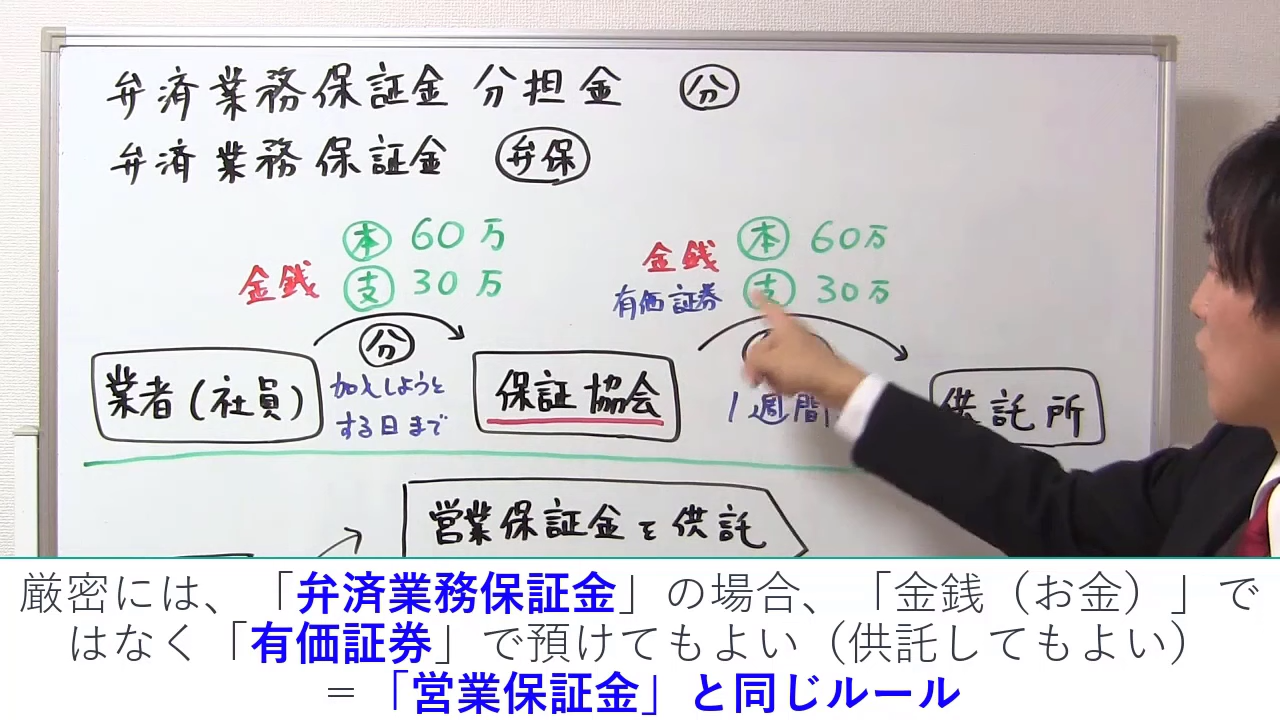 弁済業務保証金 分担金 分
弁済業務保証金 弁保
本 60万
金銭 支 30万
金銭 本 60万
有価証券 支 30万
分
業者(社員)
加入しようと
する日まで
保証協会
1週間
供託所
営業保証金を供託
厳密には、「弁済業務保証金」の場合、「金銭（お金）」で
はなく「有価証券」で預けてもよい（供託してもよい）
＝「営業保証金」と同じルール